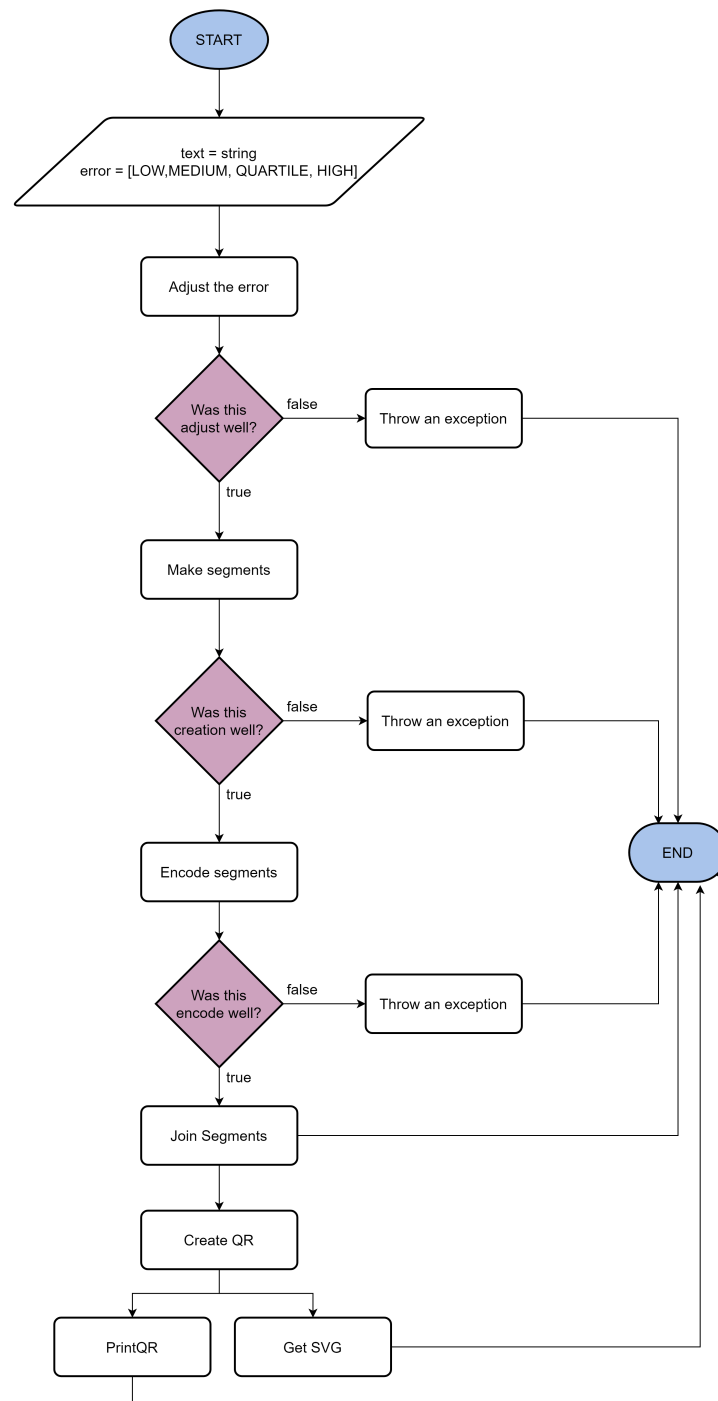 START
text = string
error = [LOW,MEDIUM, QUARTILE, HIGH]
Adjust the error
Was this
adjust well?
false
Throw an exception
true
Make segments
Was this
creation well?
false
Throw an exception
true
END
Encode segments
Was this
encode well?
false
Throw an exception
true
Join Segments
Create QR
PrintQR
Get SVG